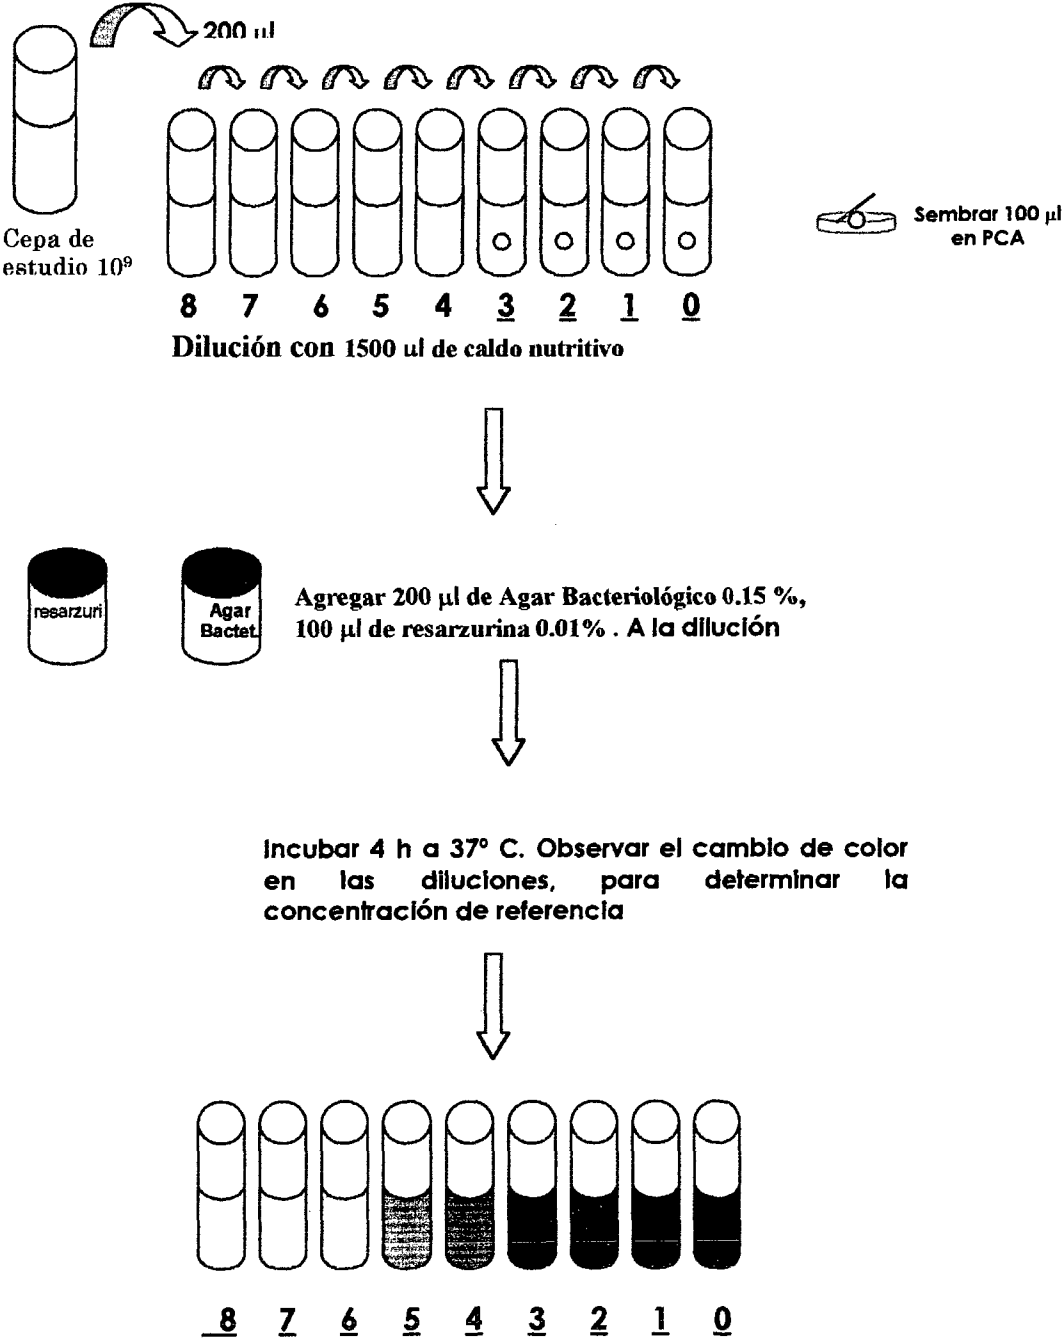 200 µl
Cepa de
estudio 10⁹
Sembrar 100 µl
en PCA
8 7 6 5 4 3 2 1 0
Dilución con 1500 µl de caldo nutritivo
resarzuri
Agar
Bactet.
Agregar 200 µl de Agar Bacteriológico 0.15 %,
100 µl de resarzurina 0.01% . A la dilución
Incubar 4 h a 37º C. Observar el cambio de color
en las diluciones, para determinar la
concentración de referencia
8 7 6 5 4 3 2 1 0